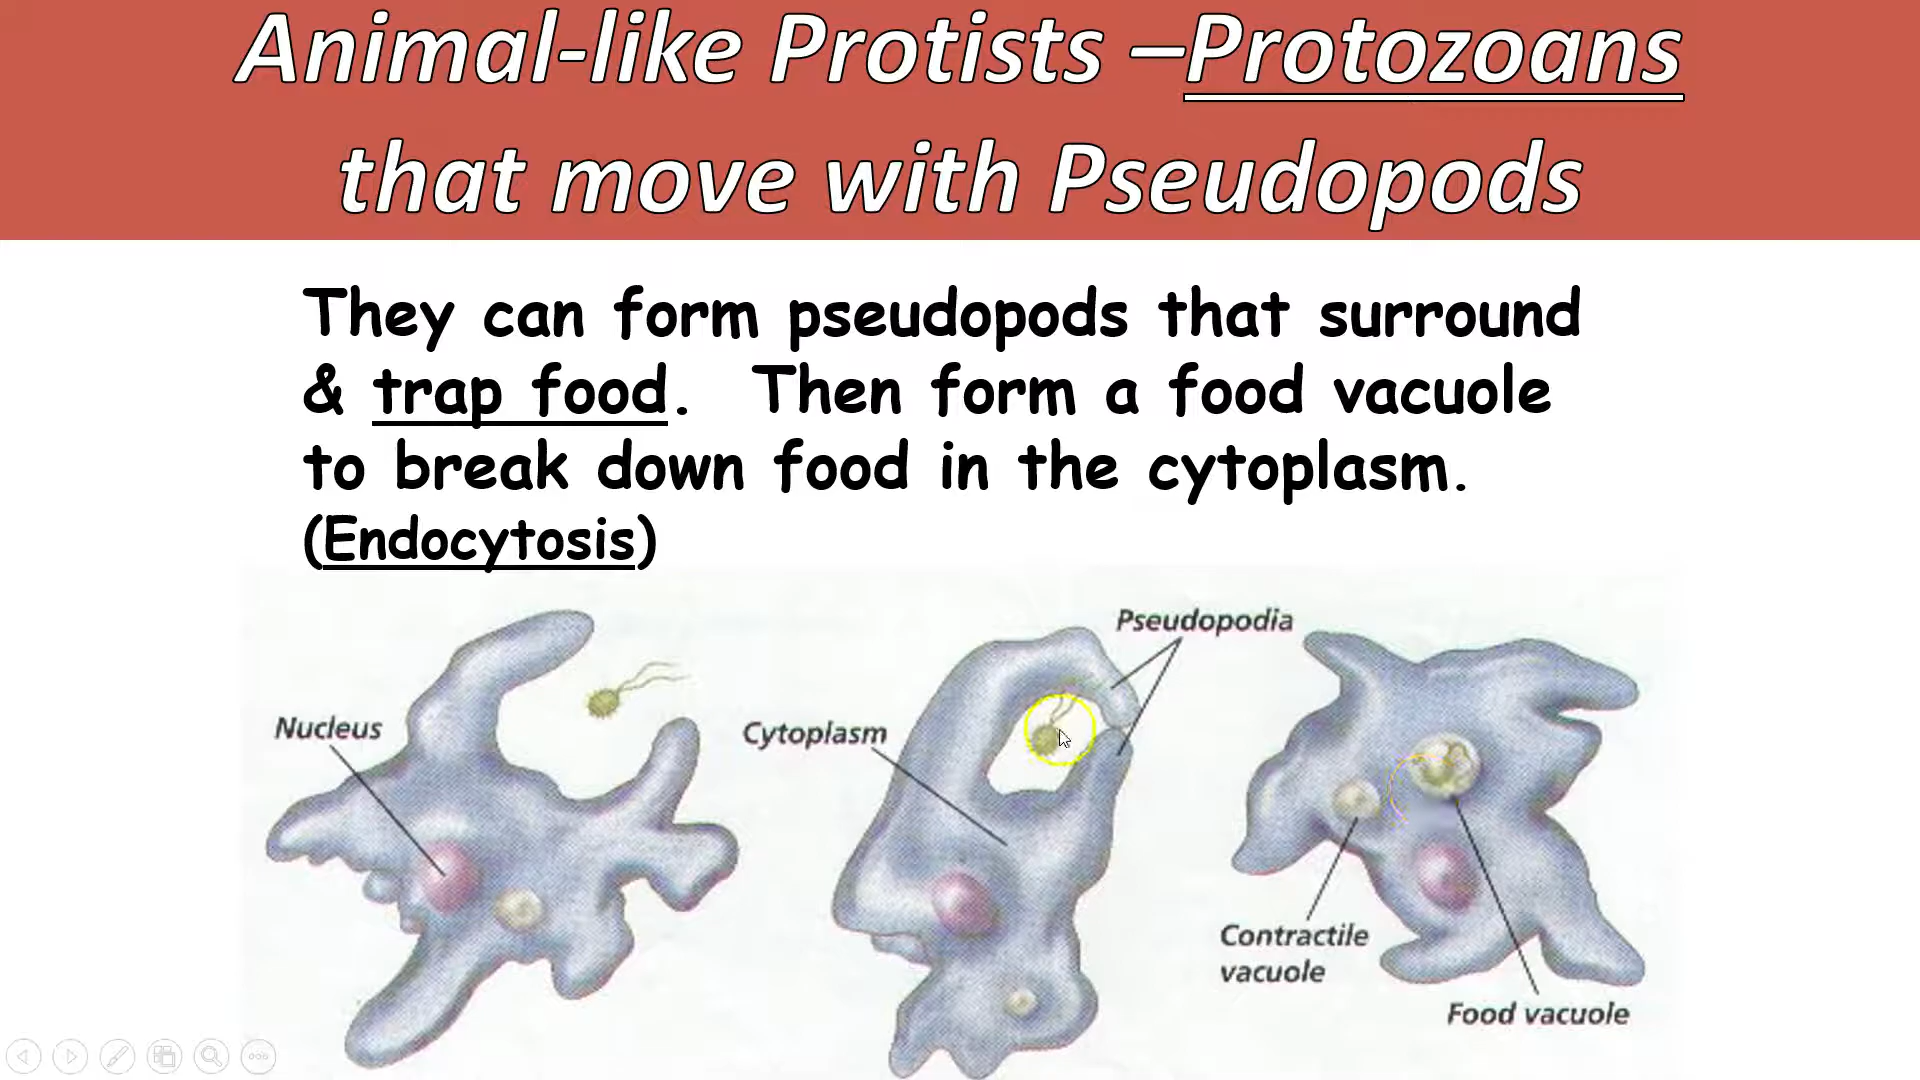 Animal-like Protists –Protozoans
that move with Pseudopods
They can form pseudopods that surround
& trap food. Then form a food vacuole
to break down food in the cytoplasm.
(Endocytosis)
Pseudopodia
Nucleus
Cytoplasm
Contractile
vacuole
Food vacuole